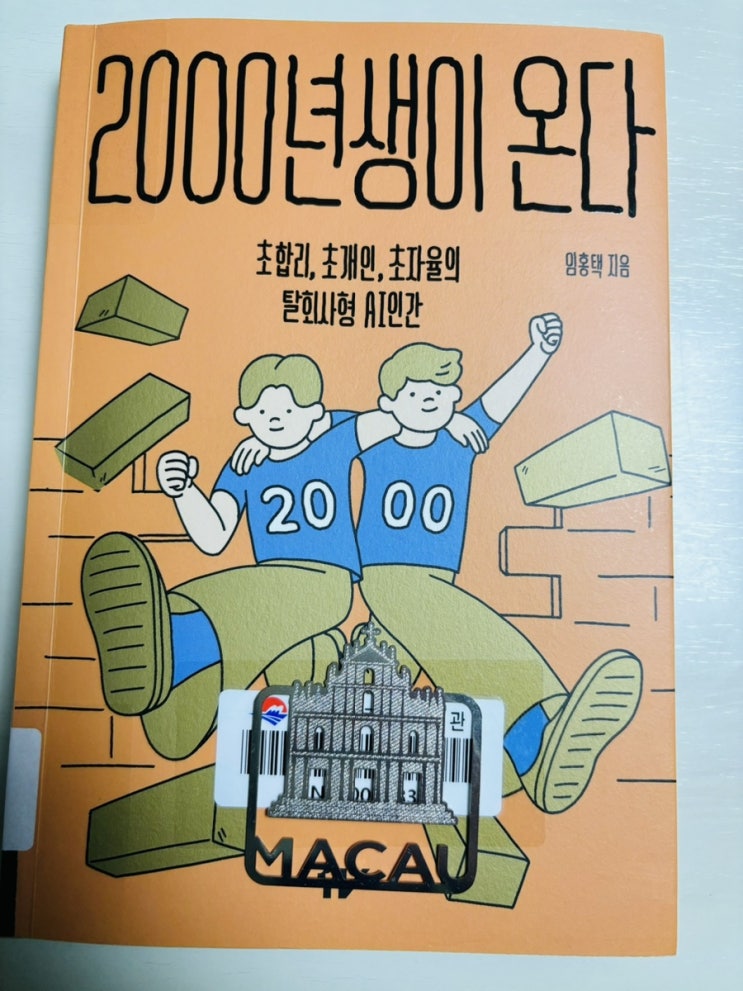 2000년생이 온다
초합리, 초개인, 초자율의
탈회사형 AI인간
임홍택 지음
20 00
관
MACAU